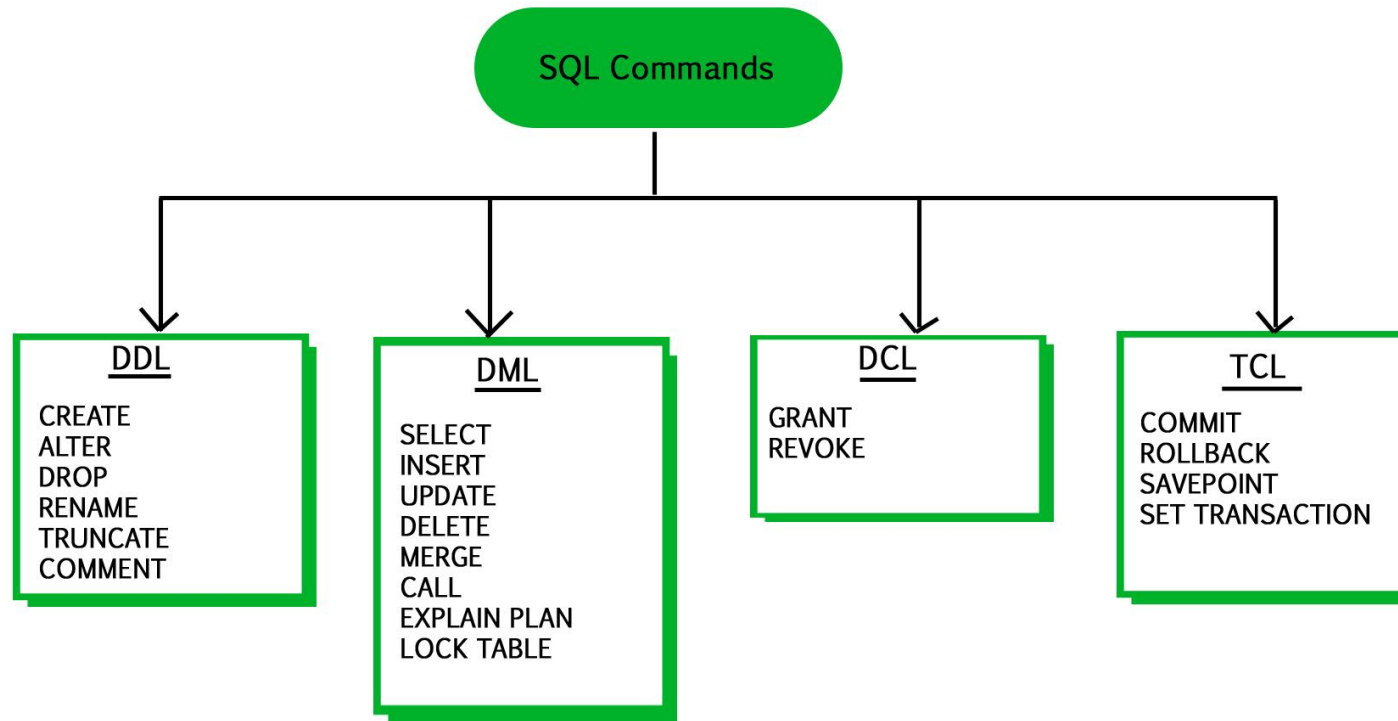 SQL Commands
DDL
CREATE
ALTER
DROP
RENAME
TRUNCATE
COMMENT
DML
SELECT
INSERT
UPDATE
DELETE
MERGE
CALL
EXPLAIN PLAN
LOCK TABLE
DCL
GRANT
REVOKE
TCL
COMMIT
ROLLBACK
SAVEPOINT
SET TRANSACTION